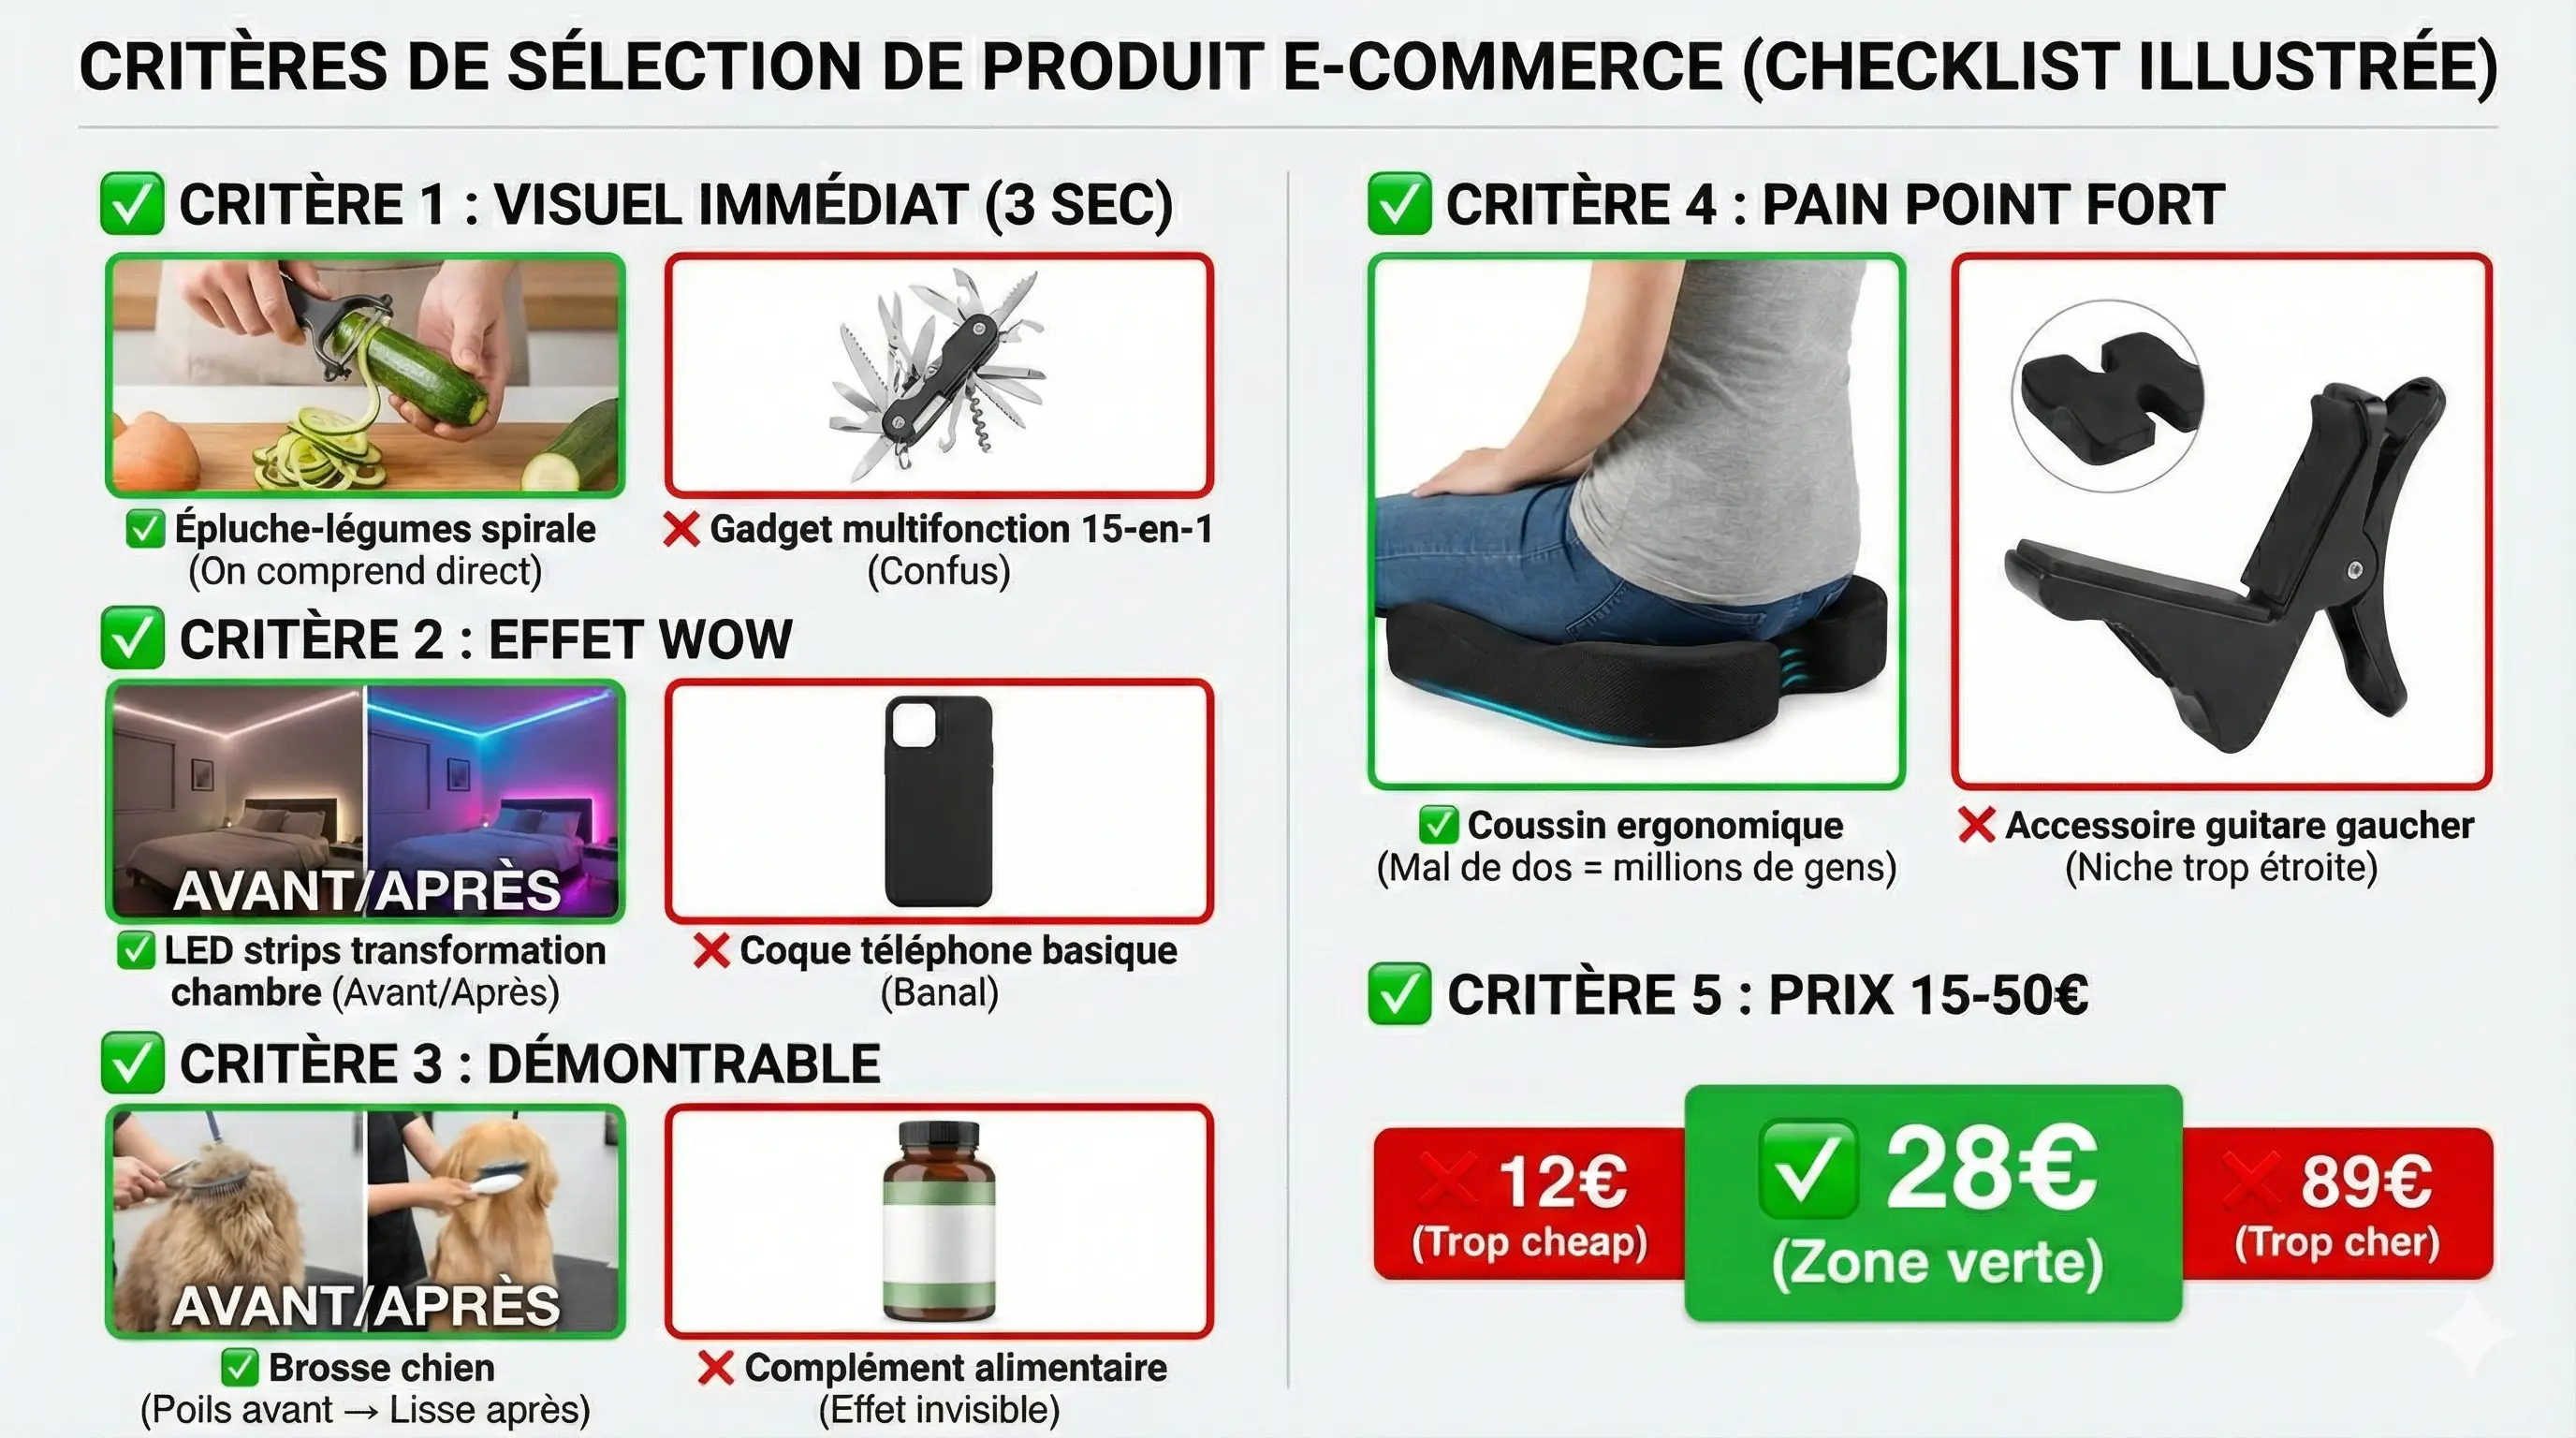 CRITÈRES DE SÉLECTION DE PRODUIT E-COMMERCE (CHECKLIST ILLUSTRÉE)
✅ CRITÈRE 1 : VISUEL IMMÉDIAT (3 SEC)
✅ Épluche-légumes spirale
(On comprend direct)
❌ Gadget multifonction 15-en-1
(Confus)
✅ CRITÈRE 2 : EFFET WOW
AVANT/APRÈS
✅ LED strips transformation
chambre (Avant/Après)
❌ Coque téléphone basique
(Banal)
✅ CRITÈRE 3 : DÉMONTRABLE
AVANT/APRÈS
✅ Brosse chien
(Poils avant → Lisse après)
❌ Complément alimentaire
(Effet invisible)
✅ CRITÈRE 4 : PAIN POINT FORT
✅ Coussin ergonomique
(Mal de dos = millions de gens)
❌ Accessoire guitare gaucher
(Niche trop étroite)
✅ CRITÈRE 5 : PRIX 15-50€
❌ 12€
(Trop cheap)
✅ 28€
(Zone verte)
❌ 89€
(Trop cher)